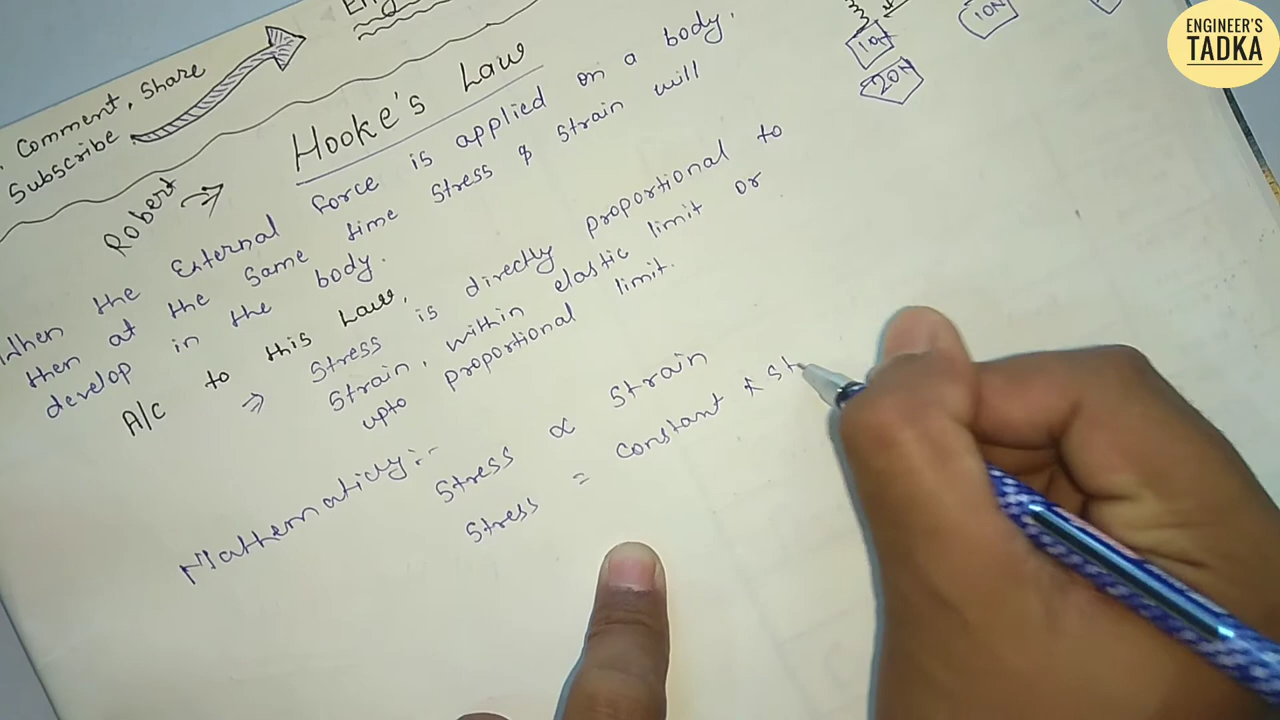 Comment, Share
Subscribe.
Hooke's Law
Robert ⇒
When the External force is applied on a body,
then at the same time stress & strain will
develop in the body.
A/c to this Law,
⇒ stress is directly proportional to
strain, within elastic limit or
upto proportional limit.
Mathematicly:-
stress ∝ strain
stress = constant * st
10N
20N
10N
ENGINEER'S
TADKA